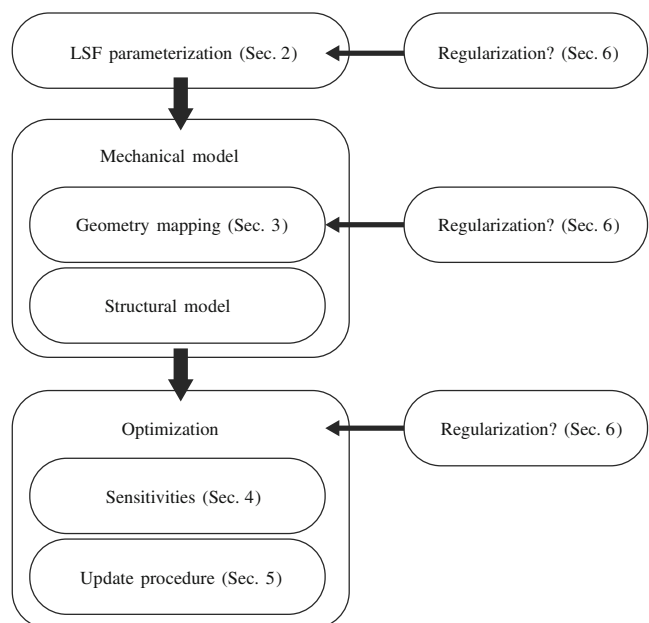 LSF parameterization (Sec. 2)
Regularization? (Sec. 6)
Mechanical model
Geometry mapping (Sec. 3)
Regularization? (Sec. 6)
Structural model
Optimization
Regularization? (Sec. 6)
Sensitivities (Sec. 4)
Update procedure (Sec. 5)